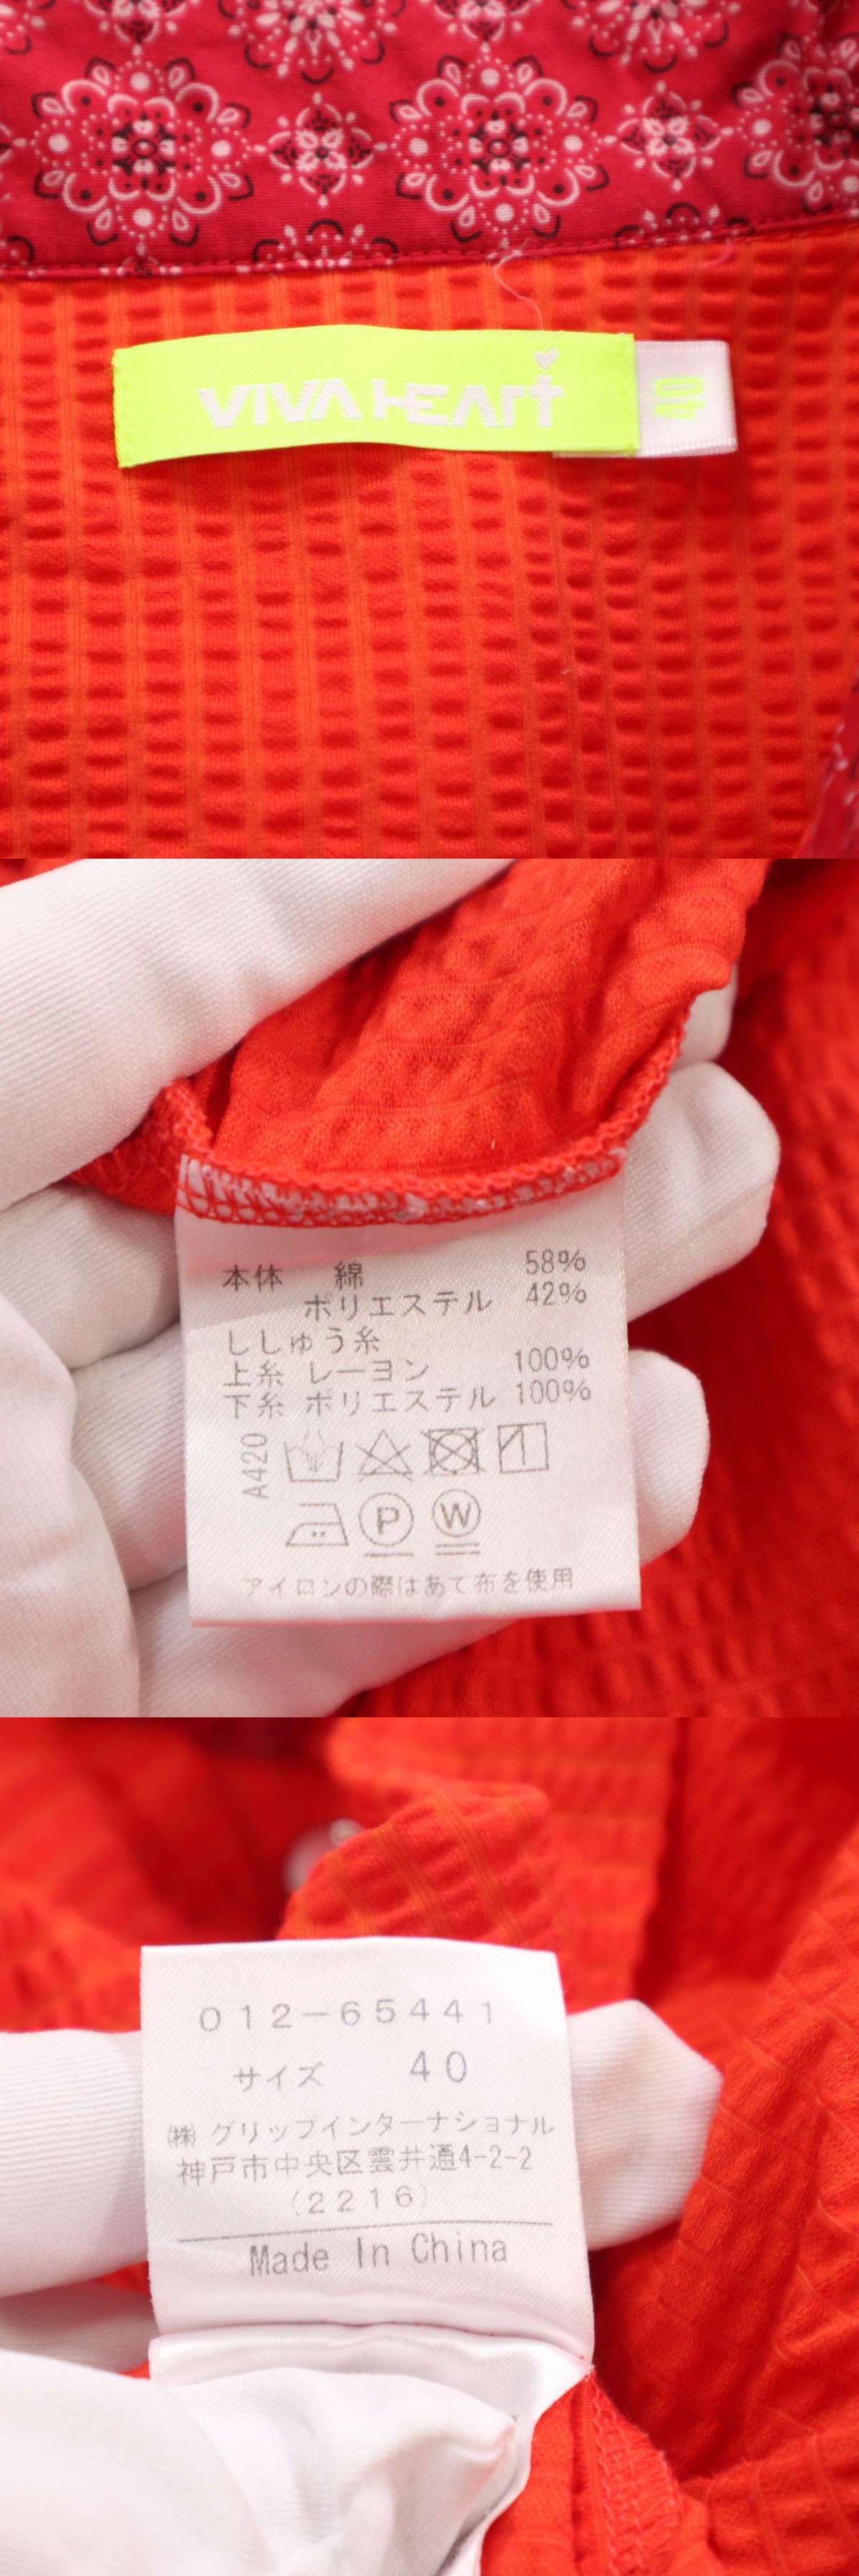 VIVA HEART
40
本体 綿 58%
ポリエステル 42%
ししゅう糸
上糸 レーヨン 100%
下糸 ポリエステル 100%
A420
P W
アイロンの際はあて布を使用
012-65441
サイズ 40
㈱ グリップインターナショナル
神戸市中央区雲井通4-2-2
(2216)
Made In China